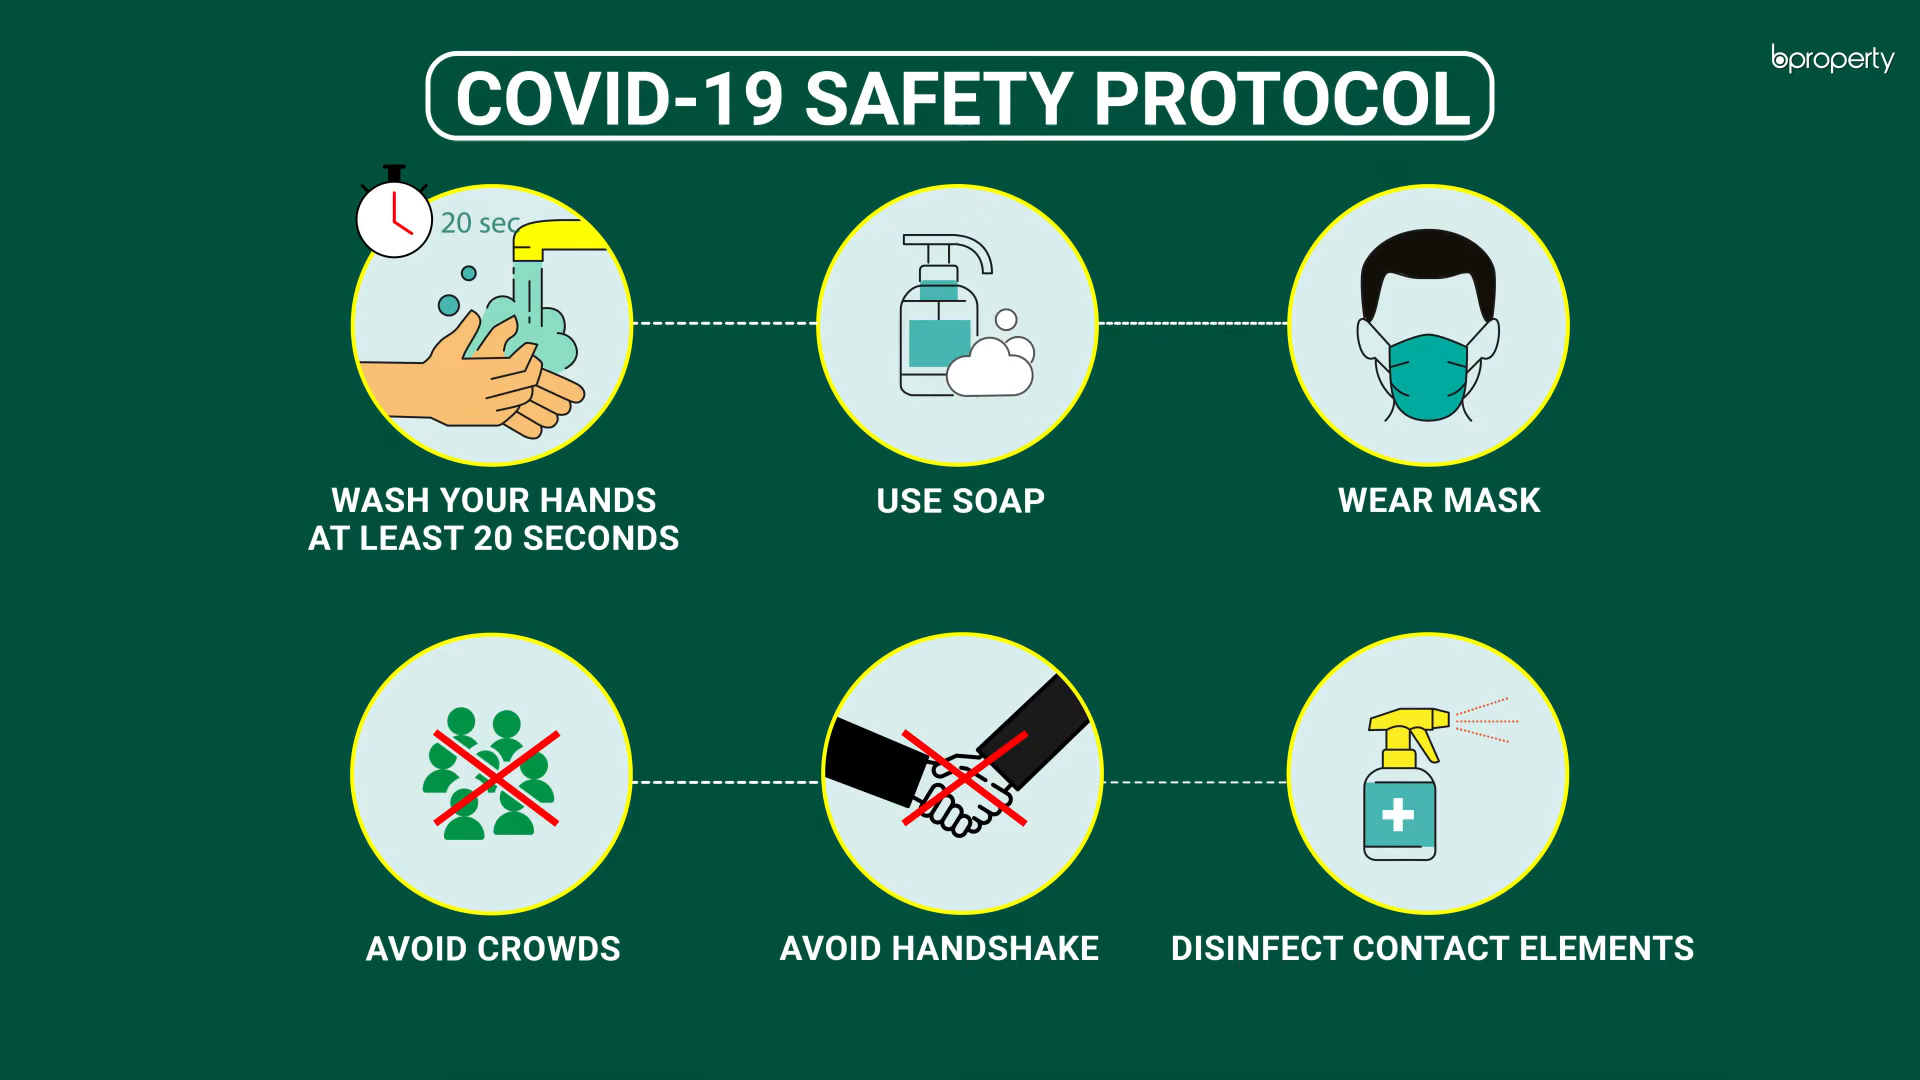 COVID-19 SAFETY PROTOCOL
bproperty
20 sec
WASH YOUR HANDS
AT LEAST 20 SECONDS
USE SOAP
WEAR MASK
AVOID CROWDS
AVOID HANDSHAKE
DISINFECT CONTACT ELEMENTS